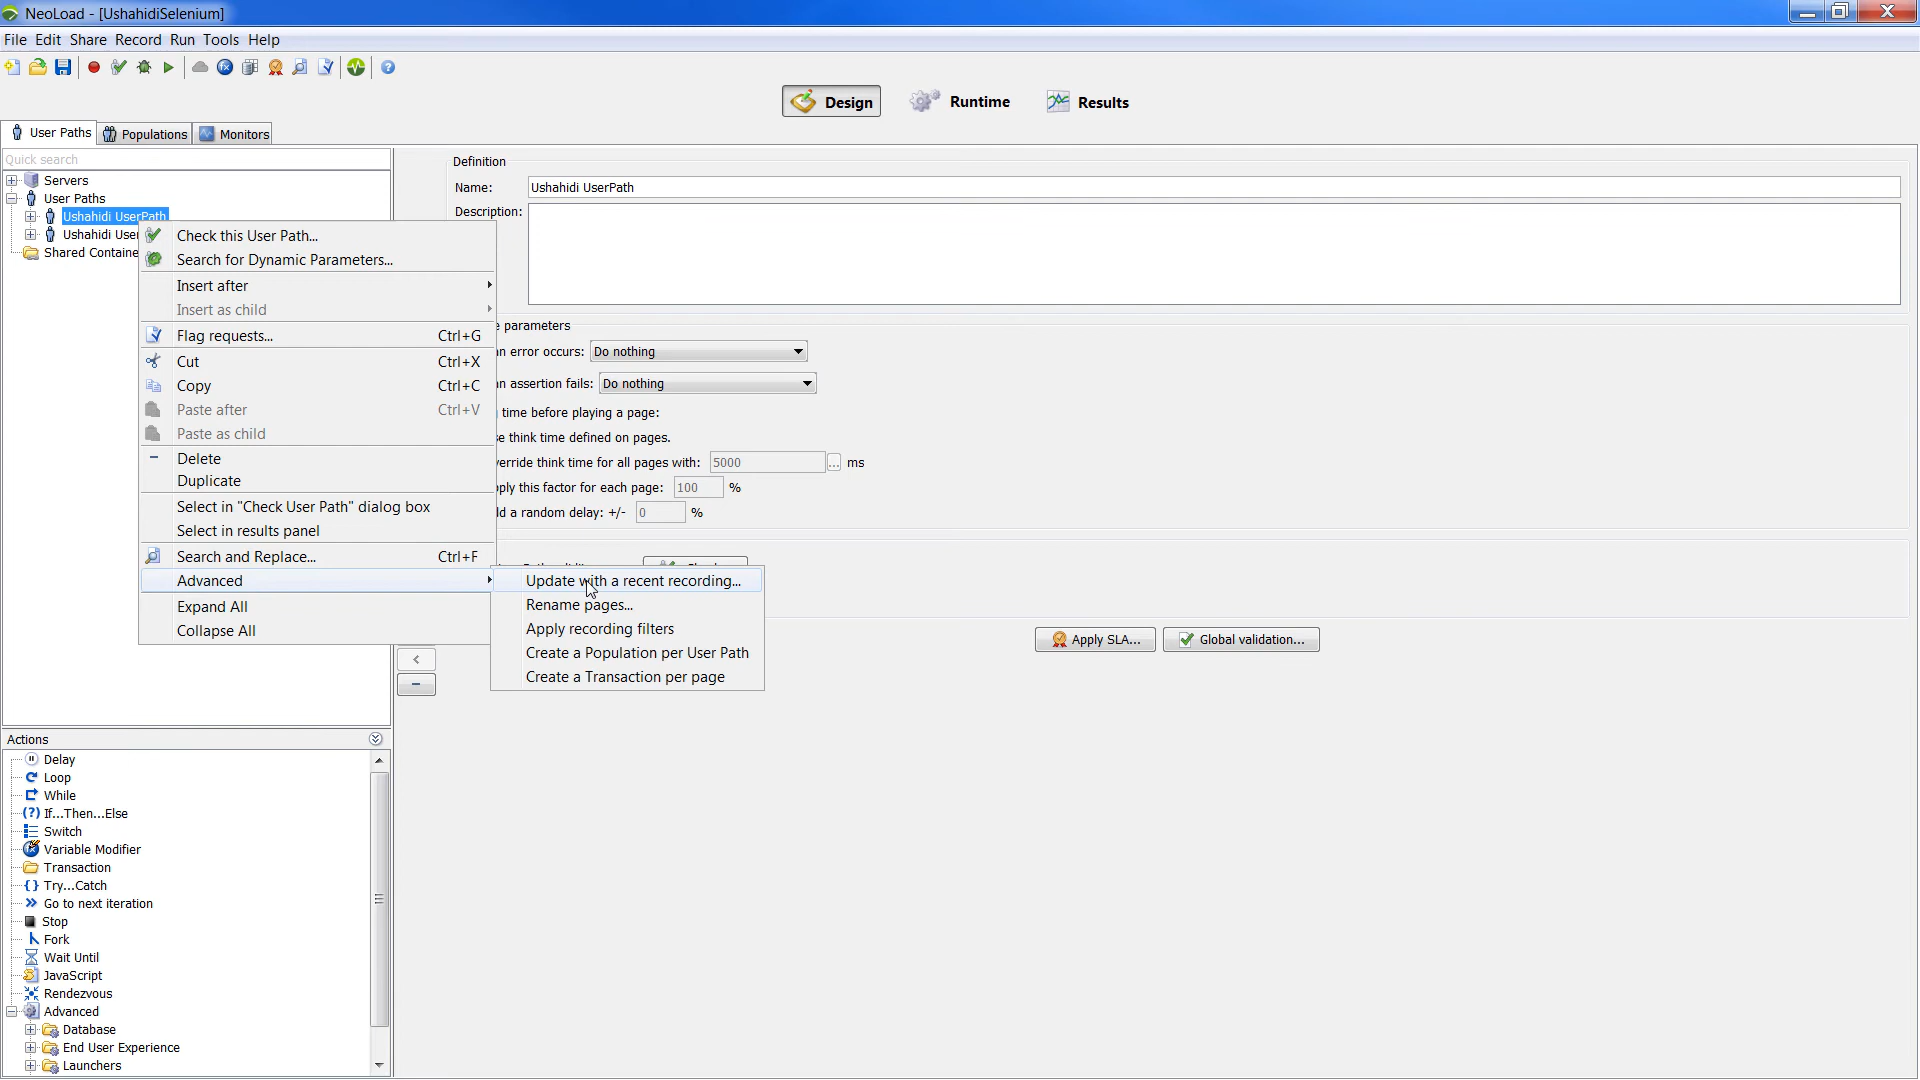 NeoLoad - [UshahidiSelenium]
File Edit Share Record Run Tools Help
Design
Runtime
Results
User Paths
Populations
Monitors
Quick search
Servers
User Paths
Ushahidi UserPath
Ushahidi User
Shared Containe
Definition
Name: Ushahidi UserPath
Description:
Check this User Path...
Search for Dynamic Parameters...
Insert after
Insert as child
Flag requests... Ctrl+G
Cut Ctrl+X
Copy Ctrl+C
Paste after Ctrl+V
Paste as child
Delete
Duplicate
Select in "Check User Path" dialog box
Select in results panel
Search and Replace... Ctrl+F
Advanced
Expand All
Collapse All
Update with a recent recording...
Rename pages...
Apply recording filters
Create a Population per User Path
Create a Transaction per page
e parameters
n error occurs: Do nothing
n assertion fails: Do nothing
time before playing a page:
e think time defined on pages.
verride think time for all pages with: 5000 ... ms
ply this factor for each page: 100 %
d a random delay: +/- 0 %
Apply SLA...
Global validation...
Actions
Delay
Loop
While
If...Then...Else
Switch
Variable Modifier
Transaction
Try...Catch
Go to next iteration
Stop
Fork
Wait Until
JavaScript
Rendezvous
Advanced
Database
End User Experience
Launchers